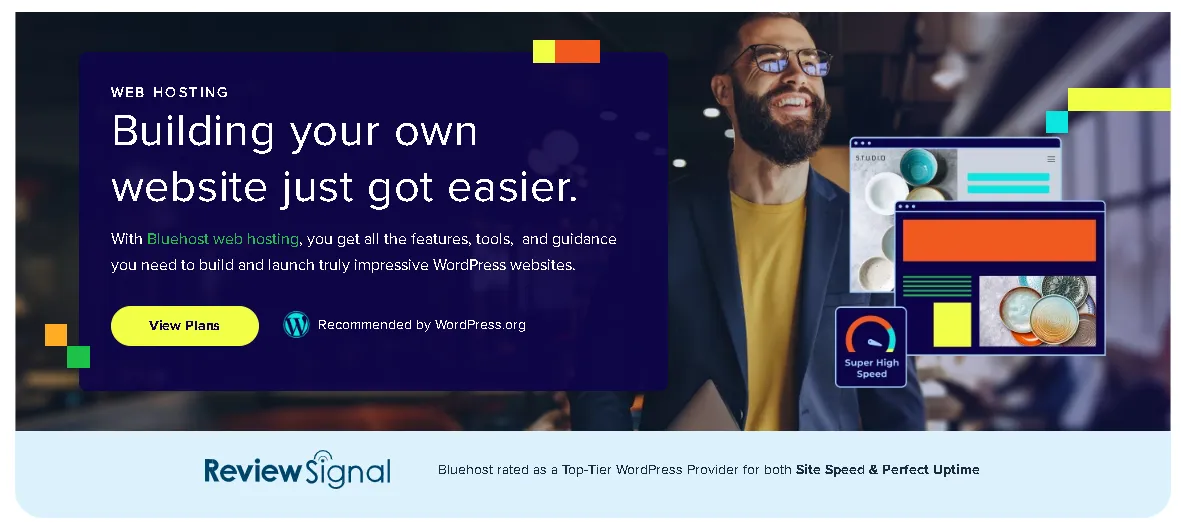 WEB HOSTING
Building your own
website just got easier.
With Bluehost web hosting, you get all the features, tools, and guidance
you need to build and launch truly impressive WordPress websites.
View Plans
Recommended by WordPress.org
STUDIO
Super High
Speed
ReviewSignal
Bluehost rated as a Top-Tier WordPress Provider for both Site Speed & Perfect Uptime